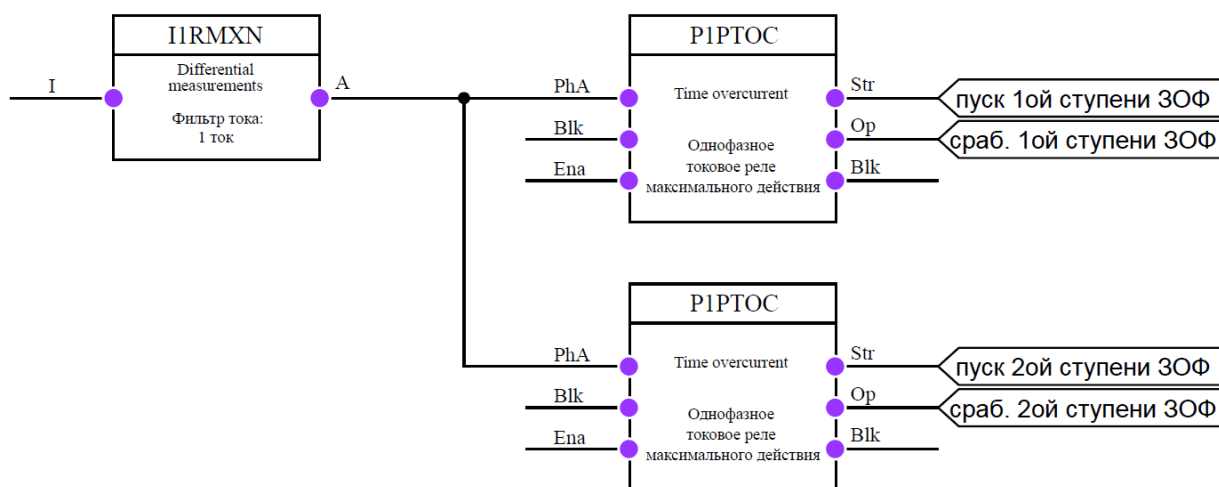 I1RMXN
Differential
measurements
Фильтр тока:
1 ток
I
A
P1PTOC
Time overcurrent
Однофазное
токовое реле
максимального действия
PhA
Blk
Ena
Str
Op
Blk
пуск 1ой ступени ЗОФ
сраб. 1ой ступени ЗОФ
P1PTOC
Time overcurrent
Однофазное
токовое реле
максимального действия
PhA
Blk
Ena
Str
Op
Blk
пуск 2ой ступени ЗОФ
сраб. 2ой ступени ЗОФ